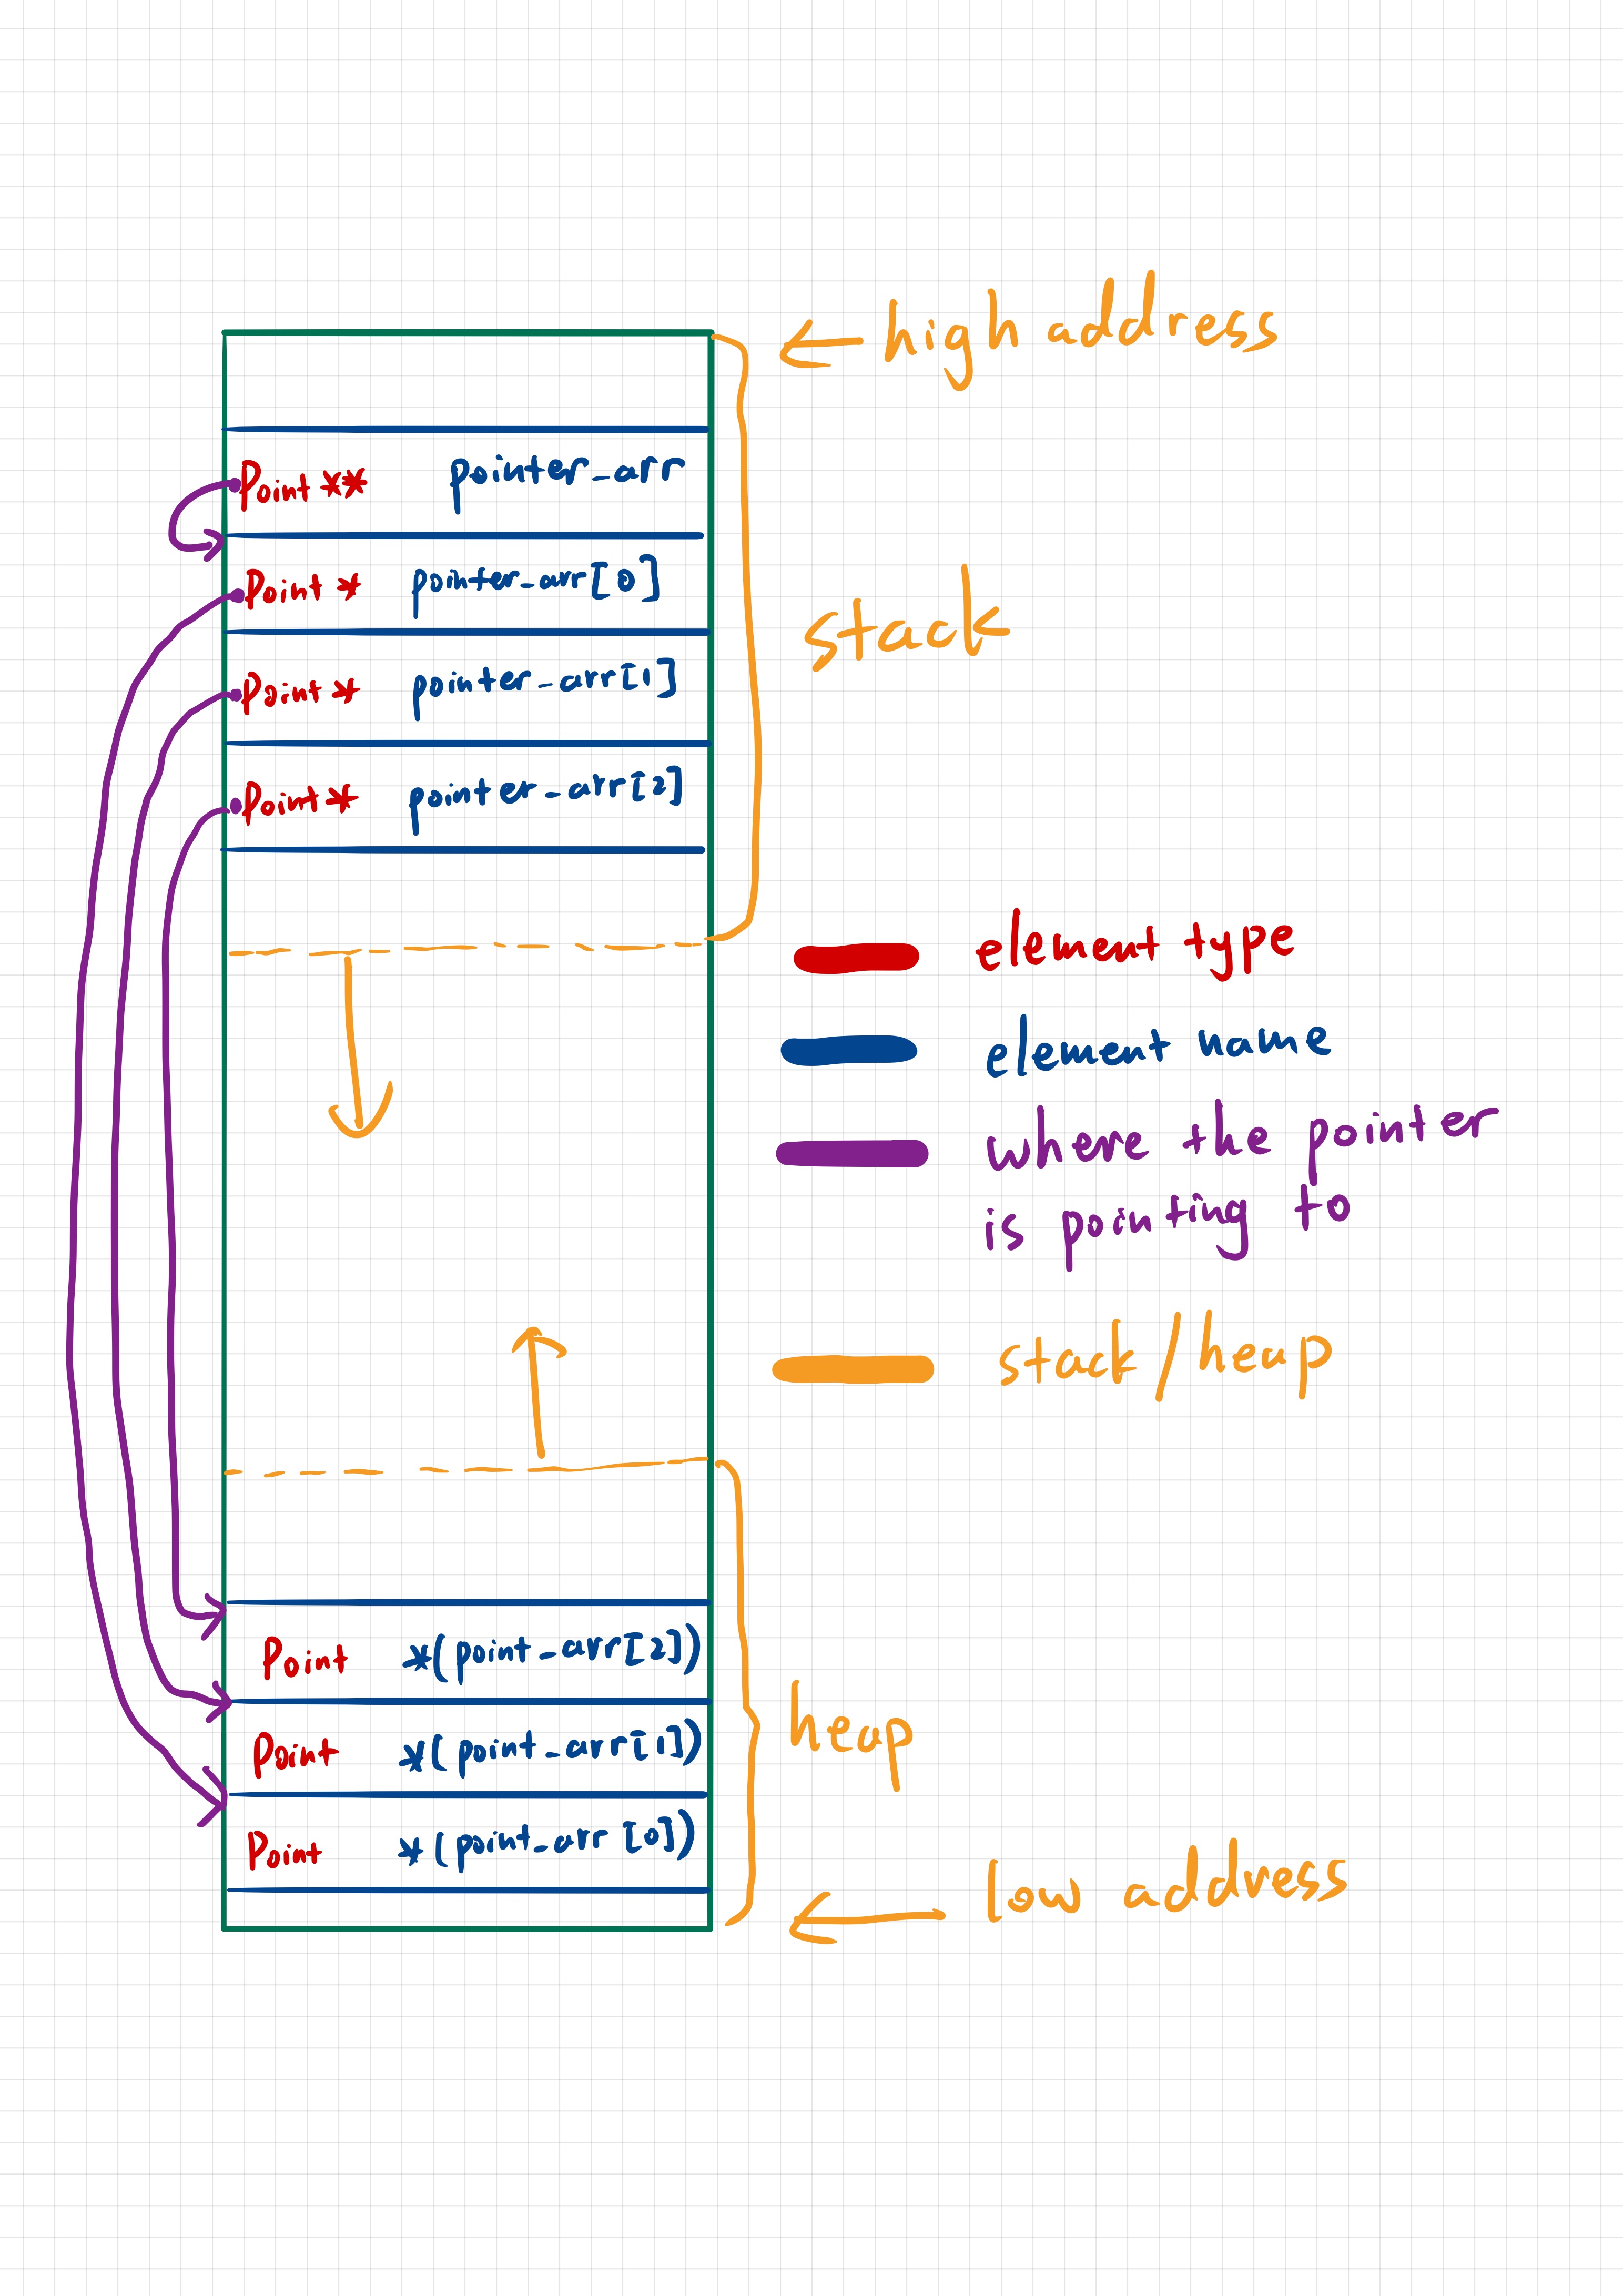 high address
Point ** pointer_arr
Point * pointer_arr[0]
stack
Point * pointer_arr[1]
Point * pointer_arr[2]
element type
element name
where the pointer
is pointing to
stack/heap
Point *(point_arr[2])
heap
Point *(point_arr[1])
Point *(point_arr[0])
low address